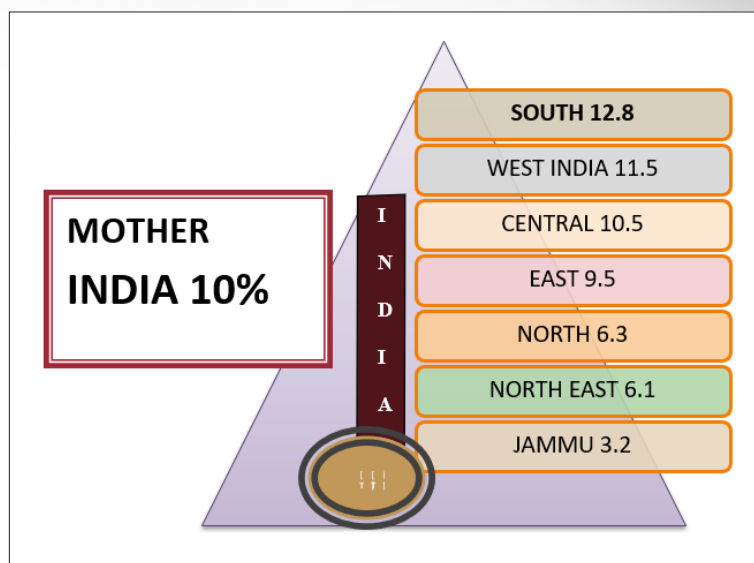 MOTHER
INDIA 10%
I
N
D
I
A
SOUTH 12.8
WEST INDIA 11.5
CENTRAL 10.5
EAST 9.5
NORTH 6.3
NORTH EAST 6.1
JAMMU 3.2